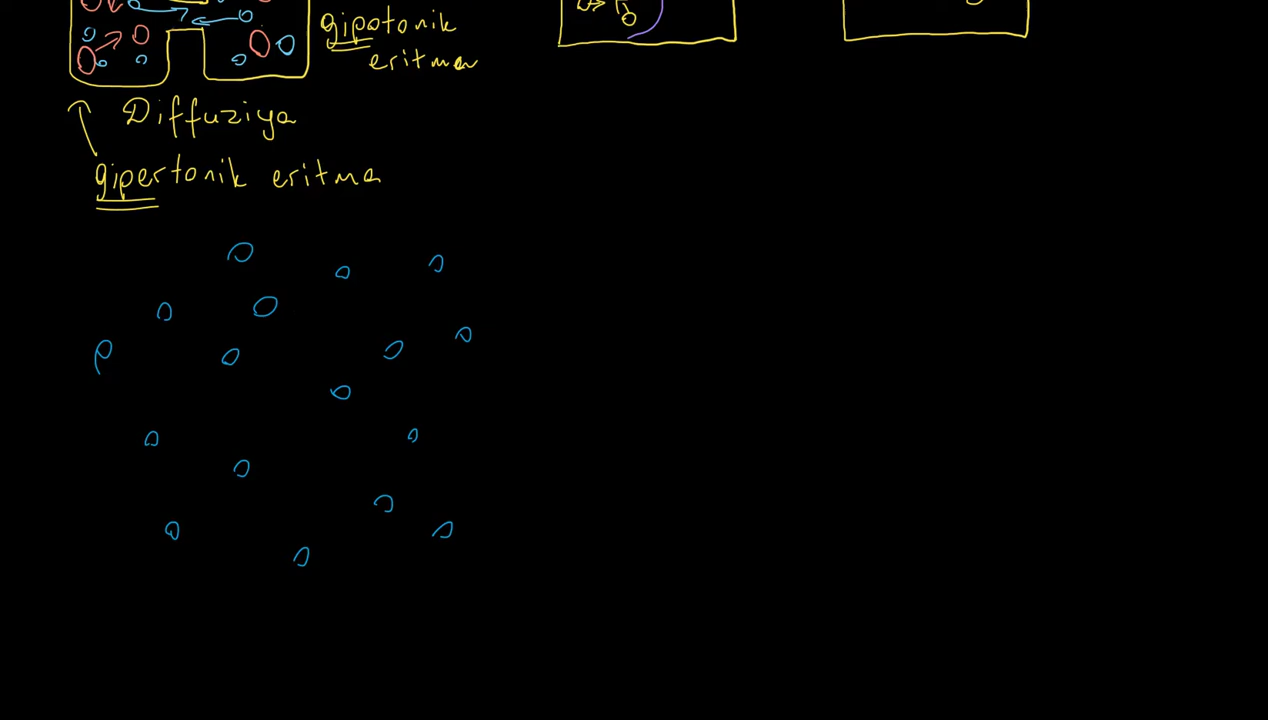 gipotonik
eritma
Diffuziya
gipertonik eritma